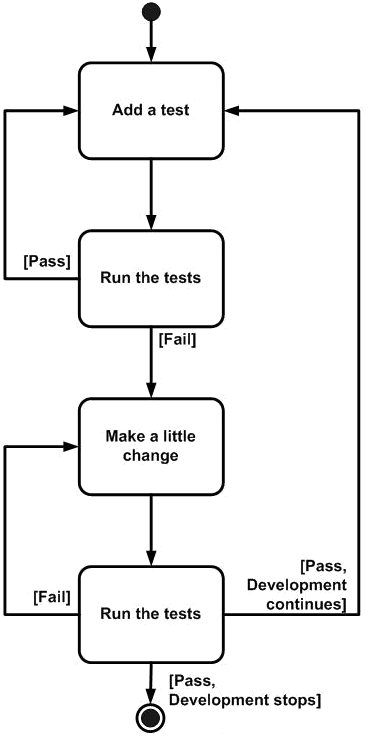 Add a test
[Pass]
Run the tests
[Fail]
Make a little
change
[Fail]
Run the tests
[Pass,
Development
continues]
[Pass,
Development stops]